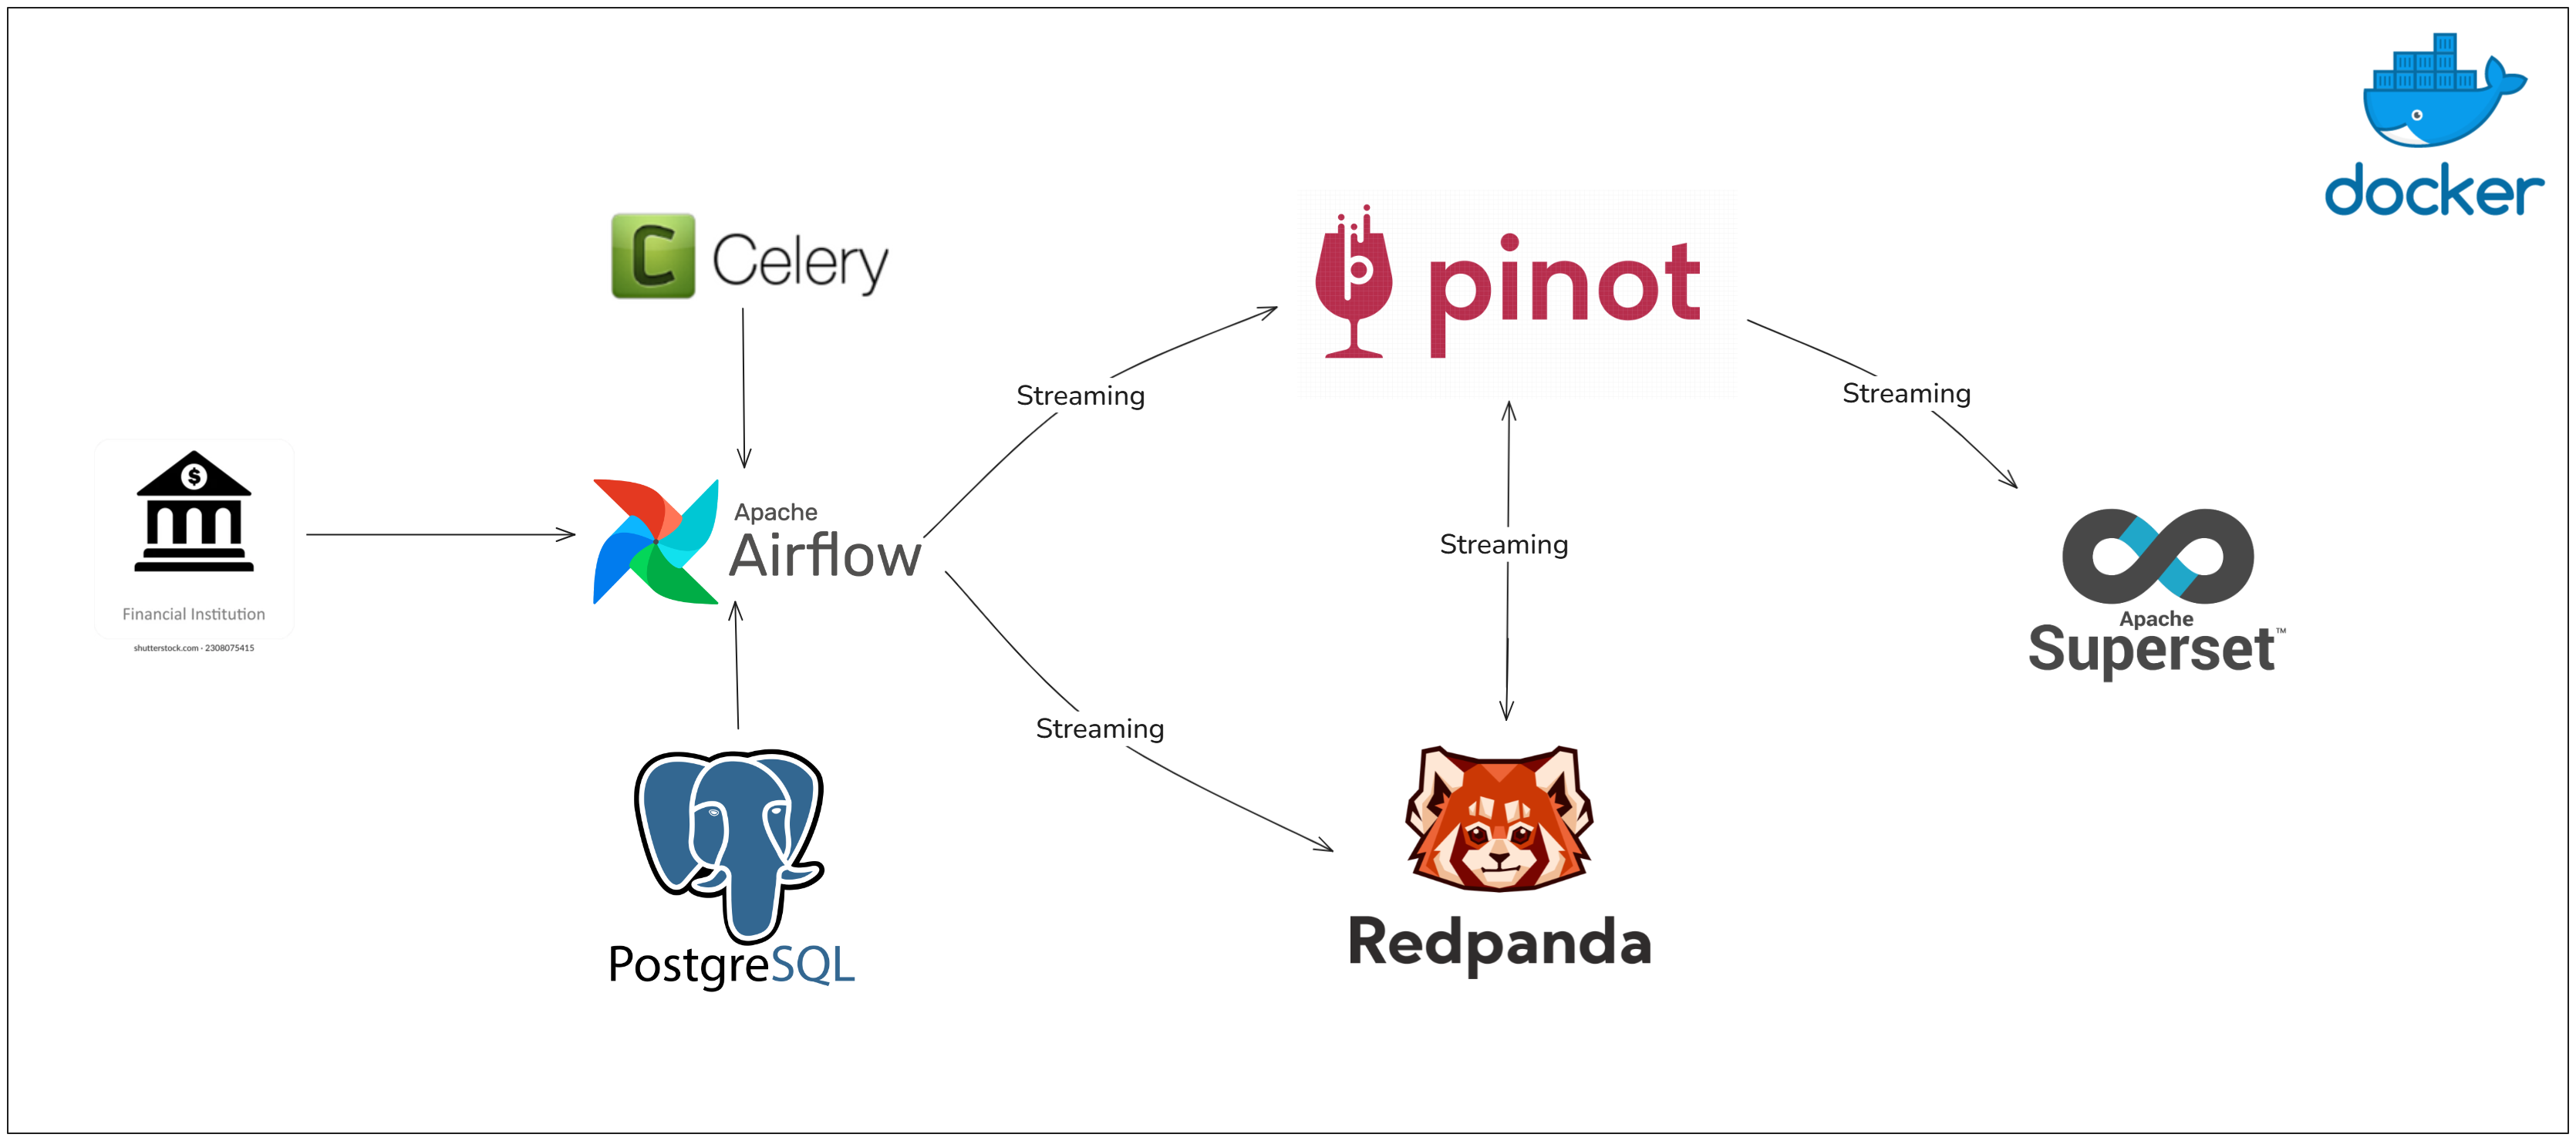 docker
C Celery
pinot
Streaming
Streaming
Apache
Airflow
Streaming
Financial Institution
shutterstock.com · 2308075415
Apache
Superset™
Streaming
PostgreSQL
Redpanda